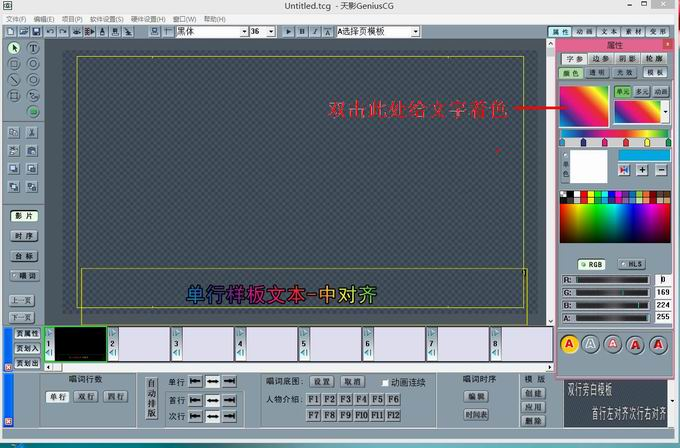 Untitled.tcg - 天影GeniusCG
文件(F) 编辑(E) 项目(P) 软件设置(S) 硬件设置(H) 窗口(W) 帮助(H)
黑体 36 A选择页模板
属性 动画 文本 素材 变形
属性
字参 边参 阴影 轮廓
颜色 透明 光效 模板
单元 多元 动画
双击此处给文字着色
单色
RGB HLS
R: 0
G: 169
B: 224
A: 255
影片
时序
台标
唱词
上一页
下一页
单行样板文本-中对齐
页属性
页划入
页划出
1 2 3 4 5 6 7 8
唱词行数
单行 双行 四行
自动排版
单行
首行
次行
唱词底图: 设置 取消 动画连续
人物介绍: F1 F2 F3 F4 F5 F6
F7 F8 F9 F10 F11 F12
唱词时序
编辑
时间表
模版
创建
应用
删除
双行旁白模板
首行左对齐次行右对齐